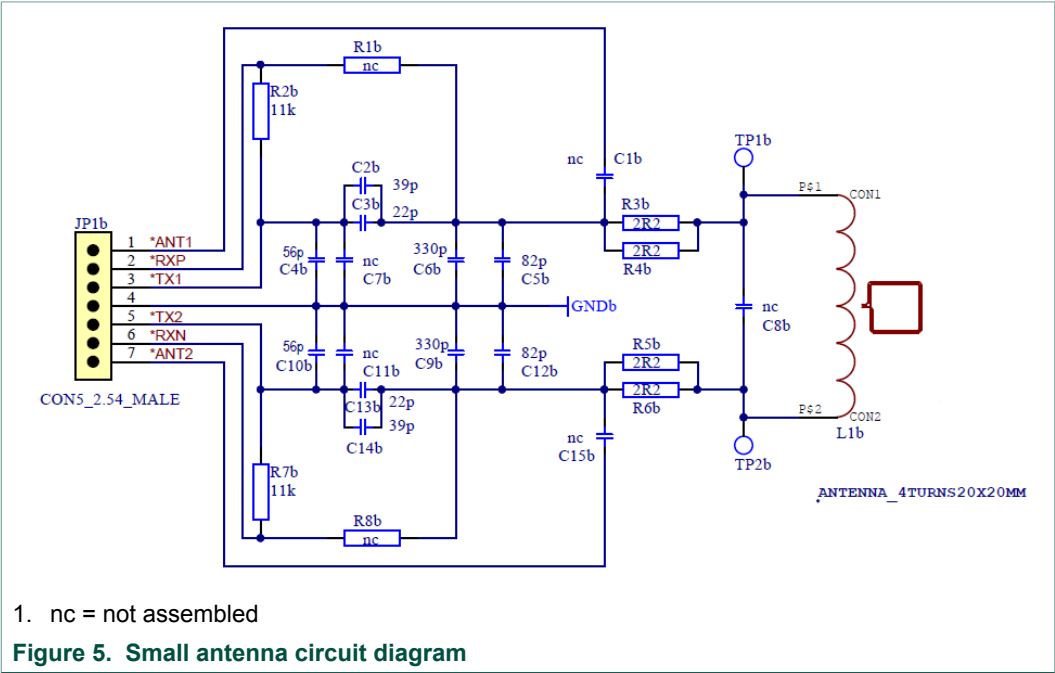 R1b
nc
R2b
11k
TP1b
nc C1b
C2b
39p
C3b
22p
P$1 CON1
R3b
2R2
2R2
R4b
JP1b
1 *ANT1
2 *RXP
3 *TX1
4
5 *TX2
6 *RXN
7 *ANT2
CON5_2.54_MALE
56p
C4b
nc
C7b
330p
C6b
82p
C5b
GNDb
nc
C8b
56p
C10b
nc
C11b
330p
C9b
82p
C12b
R5b
2R2
2R2
R6b
C13b
22p
39p
C14b
nc
C15b
P$2 CON2
L1b
TP2b
R7b
11k
ANTENNA_4TURNS20X20MM
R8b
nc
1. nc = not assembled
Figure 5. Small antenna circuit diagram